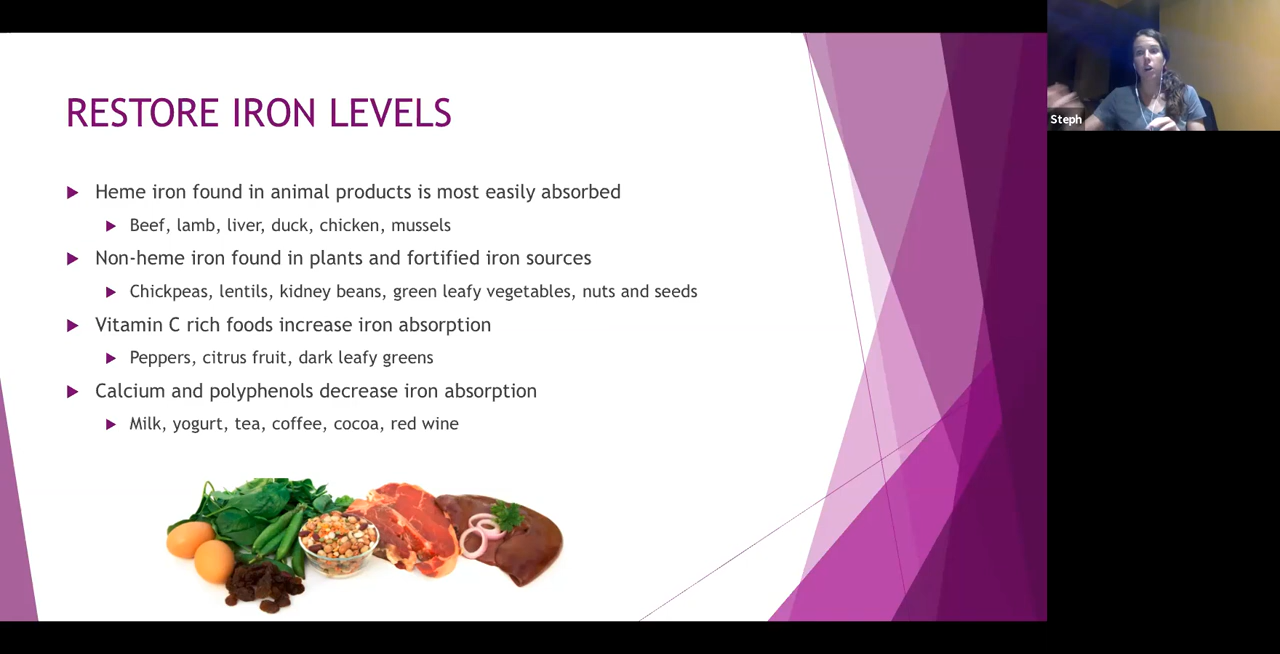 RESTORE IRON LEVELS
Heme iron found in animal products is most easily absorbed
Beef, lamb, liver, duck, chicken, mussels
Non-heme iron found in plants and fortified iron sources
Chickpeas, lentils, kidney beans, green leafy vegetables, nuts and seeds
Vitamin C rich foods increase iron absorption
Peppers, citrus fruit, dark leafy greens
Calcium and polyphenols decrease iron absorption
Milk, yogurt, tea, coffee, cocoa, red wine
Steph